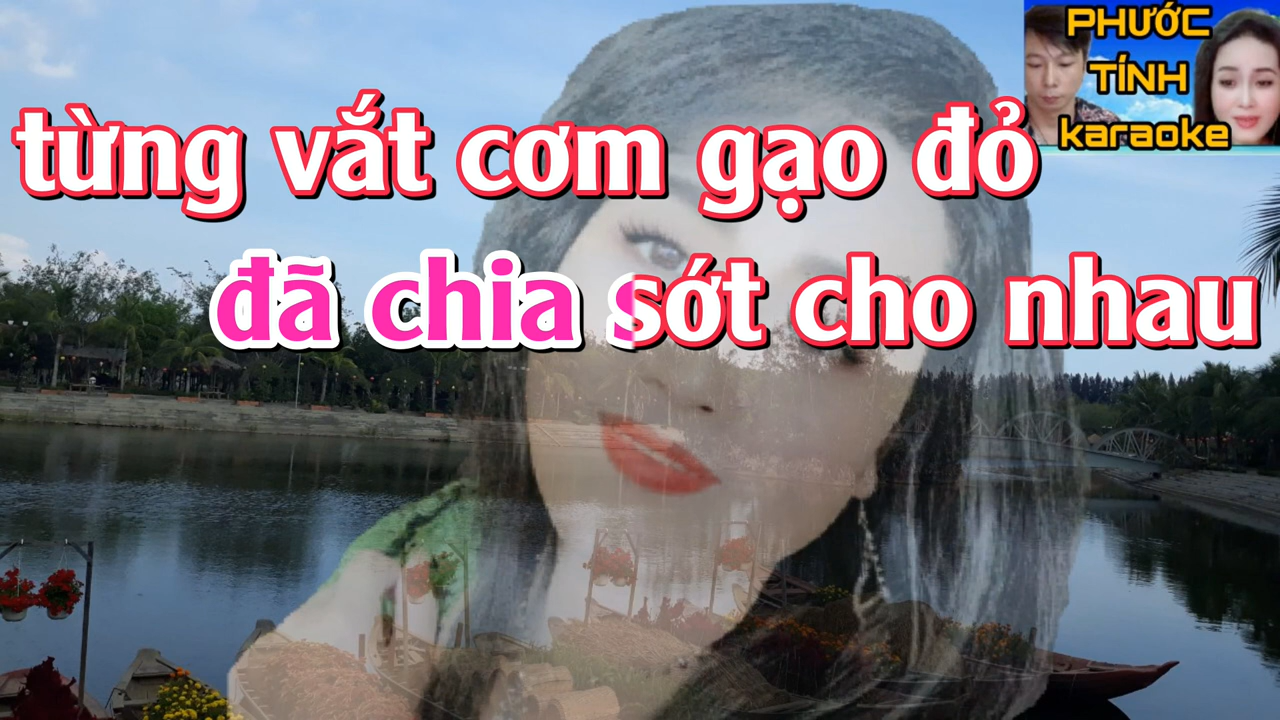 PHƯỚC
TÍNH
karaoke
từng vắt cơm gạo đỏ
đã chia sớt cho nhau